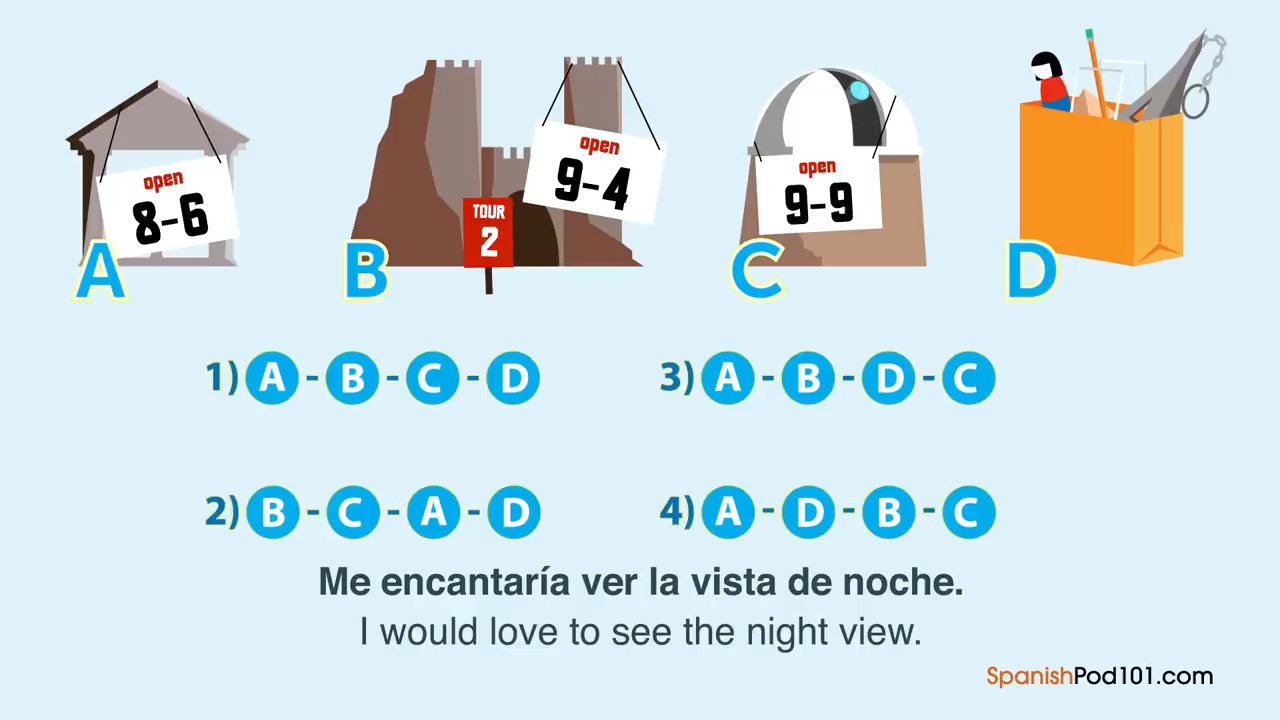 open
8-6
A
open
9-4
TOUR
2
B
open
9-9
C
D
1) A - B - C - D
3) A - B - D - C
2) B - C - A - D
4) A - D - B - C
Me encantaría ver la vista de noche.
I would love to see the night view.
SpanishPod101.com